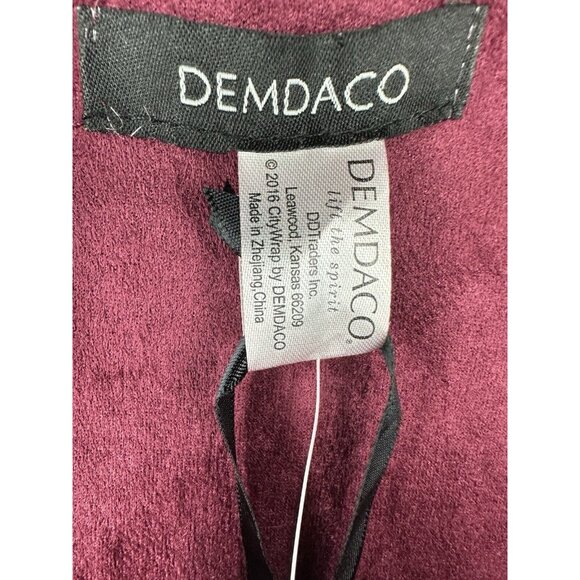 DEMDACO
DEMDACO®
lift the spirit
DDTraders Inc.
Leawood, Kansas 66209
© 2016 CityWrap by DEMDACO
Made in Zhejiang,China